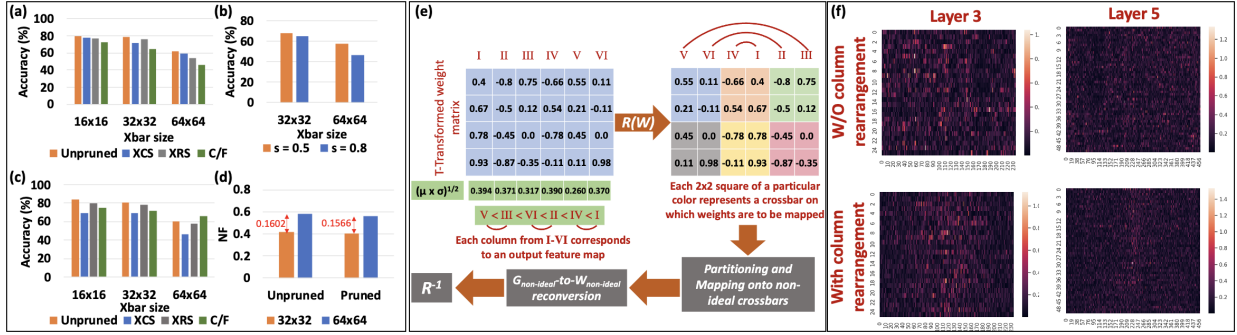 (a)
100
80
60
40
20
0
Accuracy (%)
16x16 32x32 64x64
Xbar size
Unpruned XCS XRS C/F
(b)
80
60
40
20
0
Accuracy (%)
32x32 64x64
Xbar size
s = 0.5 s = 0.8
(c)
100
80
60
40
20
0
Accuracy (%)
16x16 32x32 64x64
Xbar size
Unpruned XCS XRS C/F
(d)
0.8
0.6
0.4
0.2
0
NF
0.1602 0.1566
Unpruned Pruned
32x32 64x64
(e)
T-Transformed weight
matrix
I II III IV V VI
0.4 -0.8 0.75 -0.66 0.55 0.11
0.67 -0.5 0.12 0.54 0.21 -0.11
0.78 -0.45 0.0 -0.78 0.45 0.0
0.93 -0.87 -0.35 -0.11 0.11 0.98
(μ x σ)1/2
0.394 0.371 0.317 0.390 0.260 0.370
V < III < VI < II < IV < I
Each column from I-VI corresponds
to an output feature map
R(W)
V VI IV I II III
0.55 0.11 -0.66 0.4 -0.8 0.75
0.21 -0.11 0.54 0.67 -0.5 0.12
0.45 0.0 -0.78 0.78 -0.45 0.0
0.11 0.98 -0.11 0.93 -0.87 -0.35
Each 2x2 square of a particular
color represents a crossbar on
which weights are to be mapped
Partitioning and
Mapping onto non-
ideal crossbars
Gnon-ideal-to-Wnon-ideal
reconversion
R-1
(f)
Layer 3 Layer 5
W/O column
rearrangement
With column
rearrangement